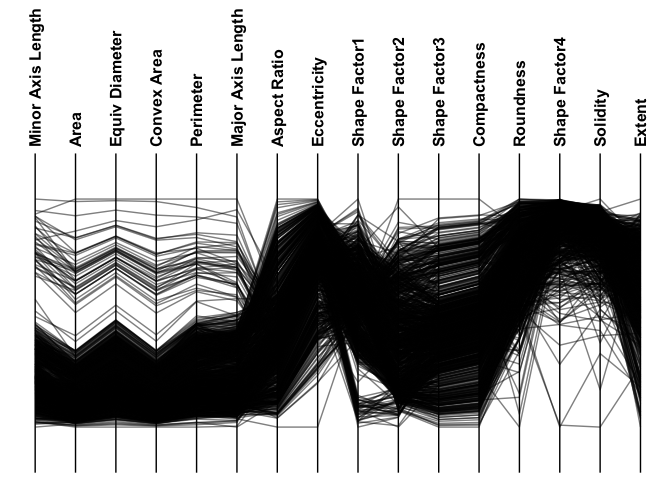 Minor Axis Length
Area
Equiv Diameter
Convex Area
Perimeter
Major Axis Length
Aspect Ratio
Eccentricity
Shape Factor1
Shape Factor2
Shape Factor3
Compactness
Roundness
Shape Factor4
Solidity
Extent